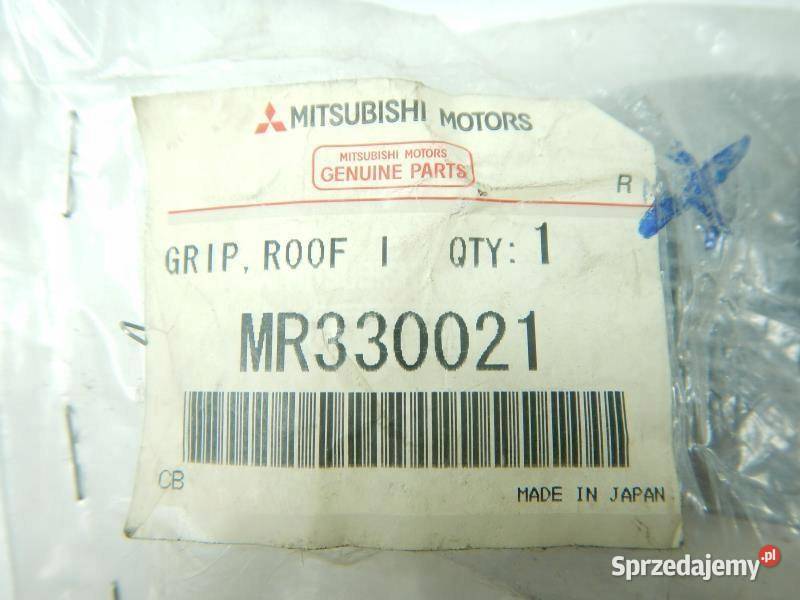 MITSUBISHI MOTORS
MITSUBISHI MOTORS
GENUINE PARTS
R
GRIP, ROOF I QTY: 1
MR330021
CB
MADE IN JAPAN
Sprzedajemy.pl